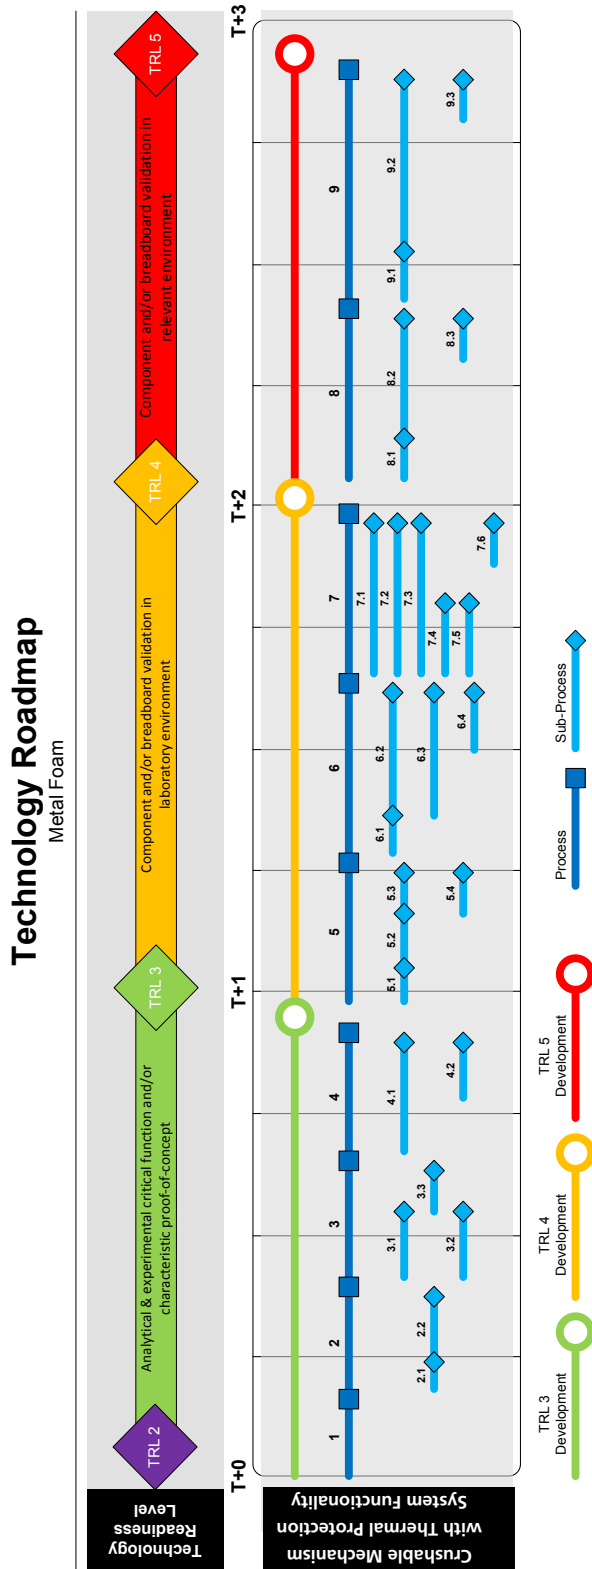 Technology Roadmap
Metal Foam
Technology
Readiness
Level
TRL 2
Analytical & experimental critical function and/or
characteristic proof-of-concept
TRL 3
Component and/or breadboard validation in
laboratory environment
TRL 4
Component and/or breadboard validation in
relevant environment
TRL 5
T+0
T+1
T+2
T+3
Crushable Mechanism
with Thermal Protection
System Functionality
1
2
3
4
5
6
7
8
9
2.1
2.2
3.1
3.2
3.3
4.1
4.2
5.1
5.2
5.3
5.4
6.1
6.2
6.3
6.4
7.1
7.2
7.3
7.4
7.5
7.6
8.1
8.2
8.3
9.1
9.2
9.3
TRL 3
Development
TRL 4
Development
TRL 5
Development
Process
Sub-Process